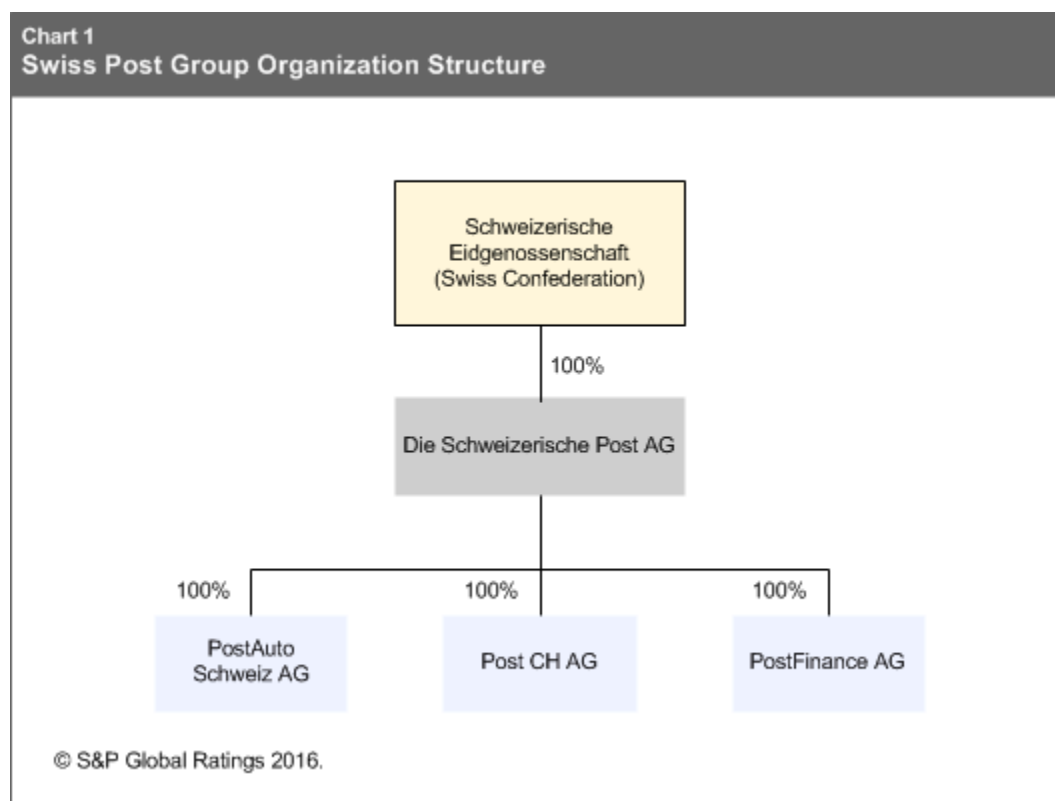 Chart 1
Swiss Post Group Organization Structure
Schweizerische
Eidgenossenschaft
(Swiss Confederation)
100%
Die Schweizerische Post AG
100%
100%
100%
PostAuto
Schweiz AG
Post CH AG
PostFinance AG
© S&P Global Ratings 2016.